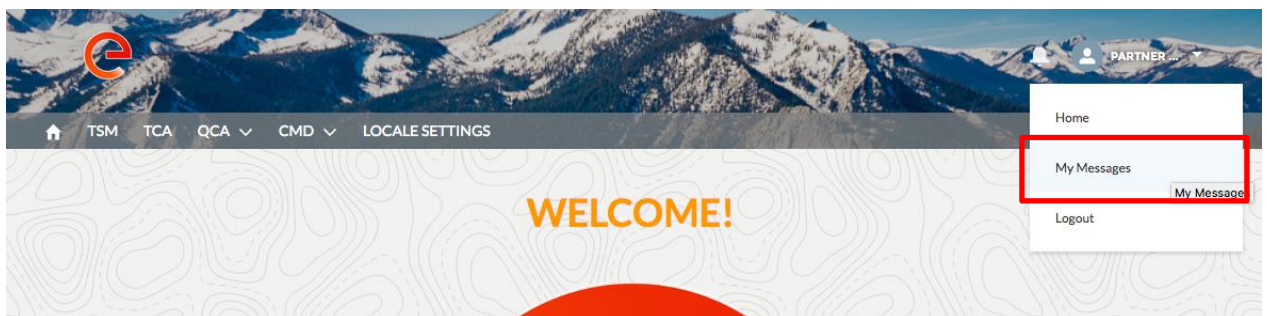 e
PARTNER ...
Home
TSM TCA QCA CMD LOCALE SETTINGS
My Messages
My Message
WELCOME!
Logout